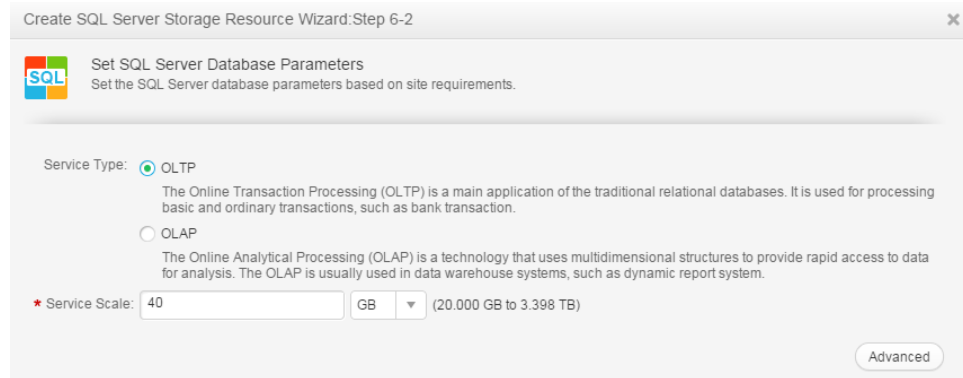 Create SQL Server Storage Resource Wizard:Step 6-2
SQL
Set SQL Server Database Parameters
Set the SQL Server database parameters based on site requirements.
Service Type: OLTP
The Online Transaction Processing (OLTP) is a main application of the traditional relational databases. It is used for processing
basic and ordinary transactions, such as bank transaction.
OLAP
The Online Analytical Processing (OLAP) is a technology that uses multidimensional structures to provide rapid access to data
for analysis. The OLAP is usually used in data warehouse systems, such as dynamic report system.
* Service Scale: 40 GB (20.000 GB to 3.398 TB)
Advanced